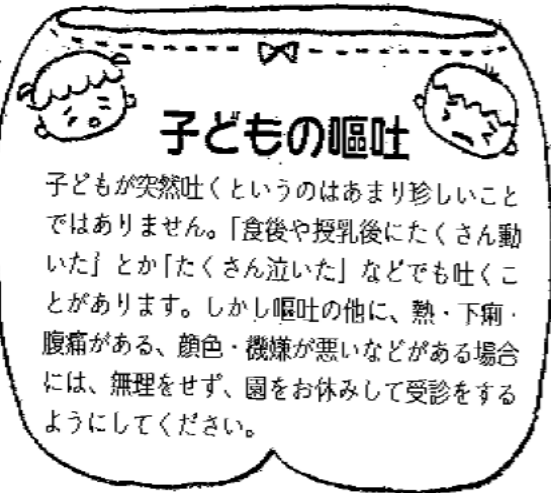 子どもの嘔吐
子どもが突然吐くというのはあまり珍しいこと
ではありません。「食後や授乳後にたくさん動
いた」とか「たくさん泣いた」などでも吐くこ
とがあります。しかし嘔吐の他に、熱・下痢・
腹痛がある、顔色・機嫌が悪いなどがある場合
には、無理をせず、園をお休みして受診をする
ようにしてください。